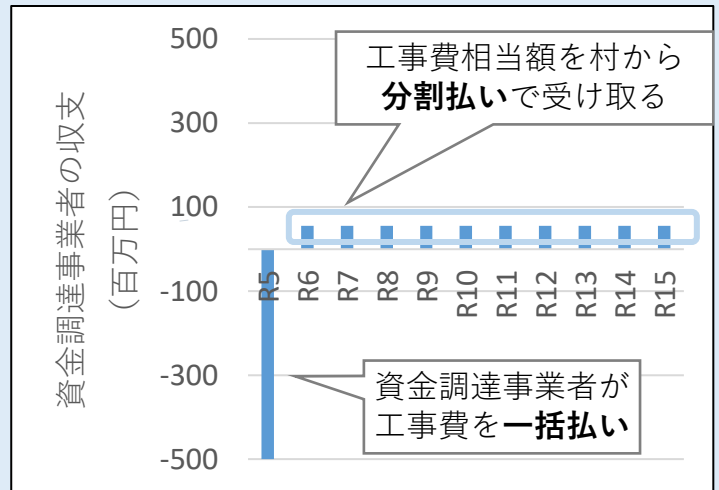 資金調達事業者の収支
(百万円)
500
300
100
-100
-300
-500
工事費相当額を村から
分割払いで受け取る
R5
R6
R7
R8
R9
R10
R11
R12
R13
R14
R15
資金調達事業者が
工事費を一括払い